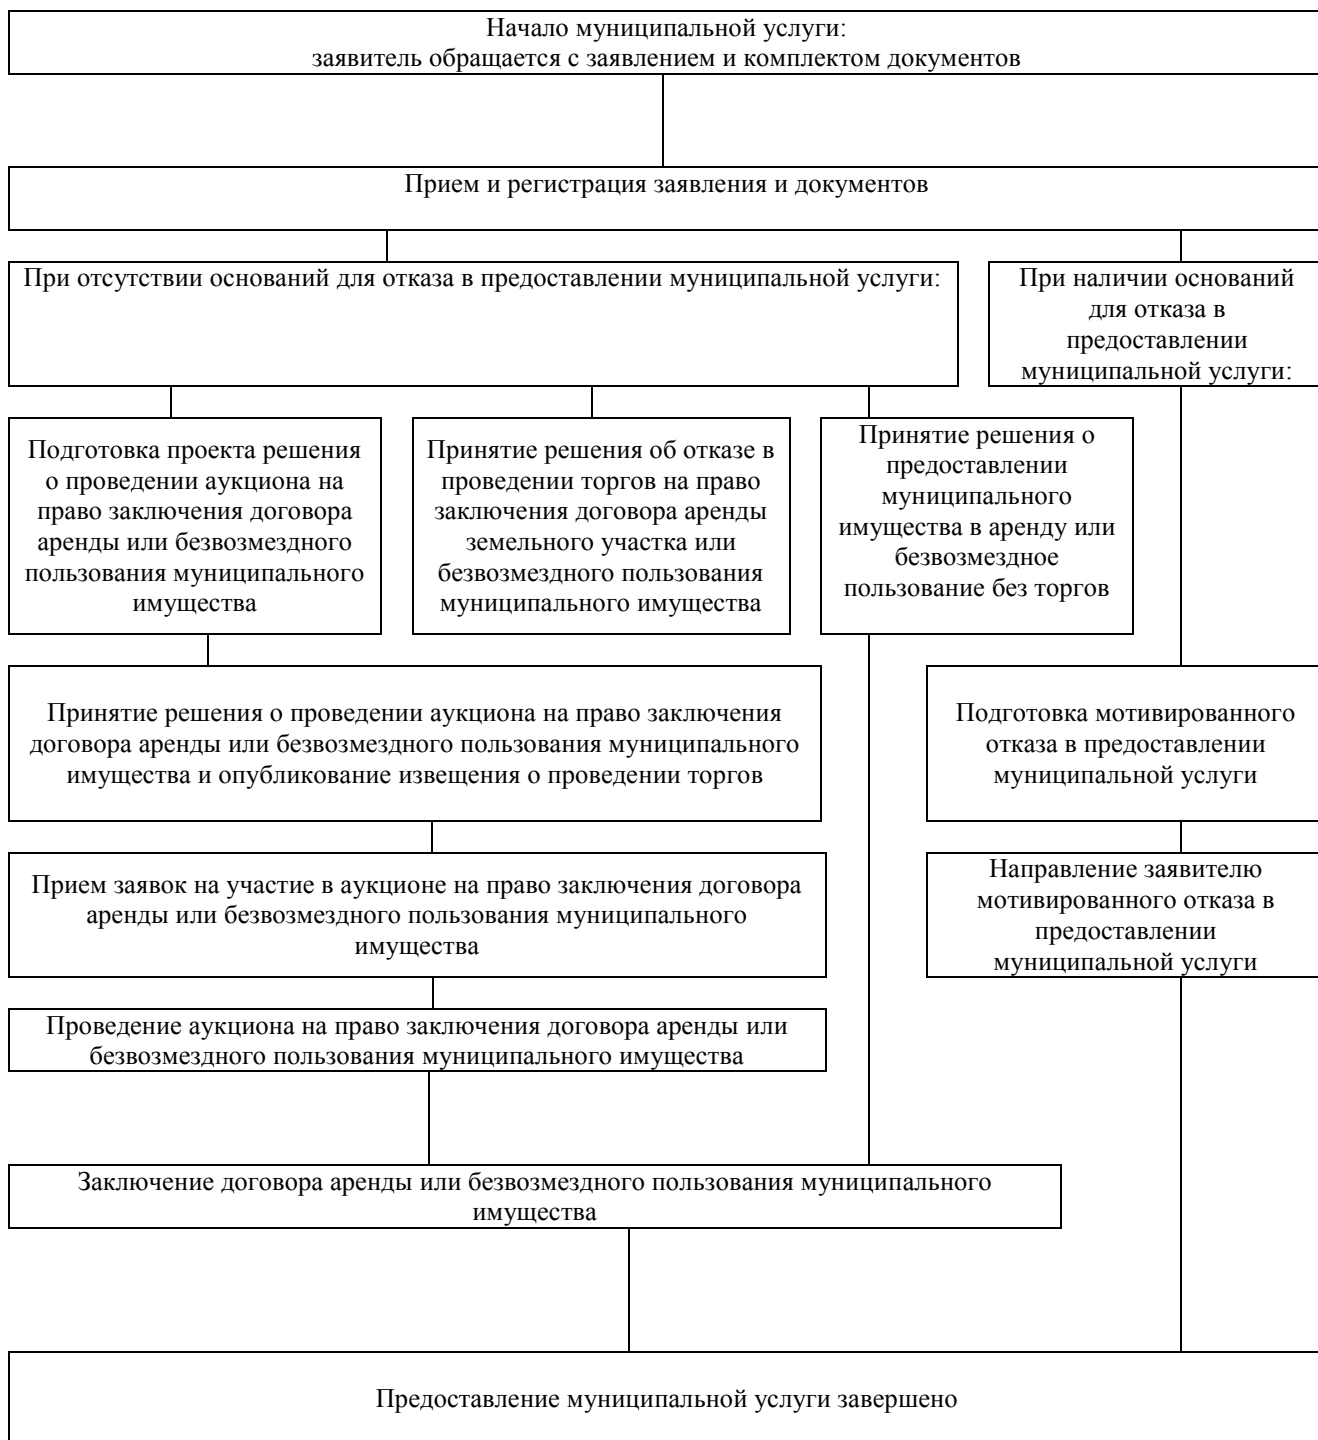 Начало муниципальной услуги:
заявитель обращается с заявлением и комплектом документов
Прием и регистрация заявления и документов
При отсутствии оснований для отказа в предоставлении муниципальной услуги:
При наличии оснований
для отказа в
предоставлении
муниципальной услуги:
Подготовка проекта решения
о проведении аукциона на
право заключения договора
аренды или безвозмездного
пользования муниципального
имущества
Принятие решения об отказе в
проведении торгов на право
заключения договора аренды
земельного участка или
безвозмездного пользования
муниципального имущества
Принятие решения о
предоставлении
муниципального
имущества в аренду или
безвозмездное
пользование без торгов
Принятие решения о проведении аукциона на право заключения
договора аренды или безвозмездного пользования муниципального
имущества и опубликование извещения о проведении торгов
Подготовка мотивированного
отказа в предоставлении
муниципальной услуги
Прием заявок на участие в аукционе на право заключения договора
аренды или безвозмездного пользования муниципального
имущества
Направление заявителю
мотивированного отказа в
предоставлении
муниципальной услуги
Проведение аукциона на право заключения договора аренды или
безвозмездного пользования муниципального имущества
Заключение договора аренды или безвозмездного пользования муниципального
имущества
Предоставление муниципальной услуги завершено